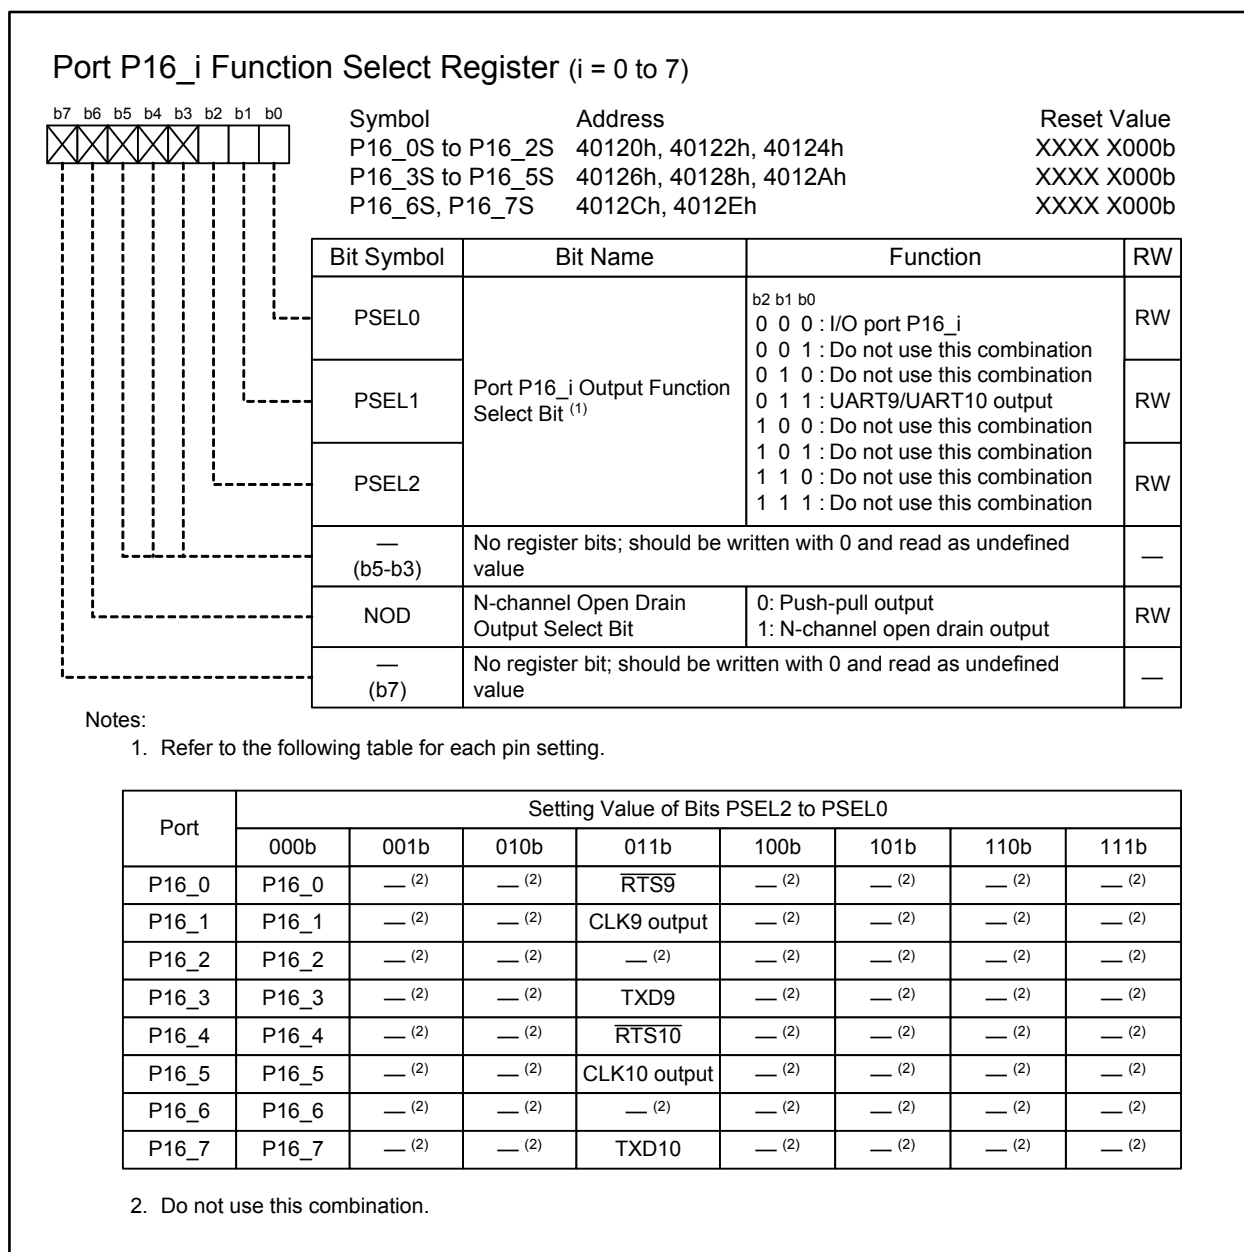 Port P16_i Function Select Register (i = 0 to 7)
b7 b6 b5 b4 b3 b2 b1 b0
Symbol Address Reset Value
P16_0S to P16_2S 40120h, 40122h, 40124h XXXX X000b
P16_3S to P16_5S 40126h, 40128h, 4012Ah XXXX X000b
P16_6S, P16_7S 4012Ch, 4012Eh XXXX X000b
Bit Symbol Bit Name Function RW
PSEL0 RW
PSEL1 RW
PSEL2 RW
Port P16_i Output Function
Select Bit (1)
b2 b1 b0
0 0 0 : I/O port P16_i
0 0 1 : Do not use this combination
0 1 0 : Do not use this combination
0 1 1 : UART9/UART10 output
1 0 0 : Do not use this combination
1 0 1 : Do not use this combination
1 1 0 : Do not use this combination
1 1 1 : Do not use this combination
—
(b5-b3)
No register bits; should be written with 0 and read as undefined
value
—
NOD
N-channel Open Drain
Output Select Bit
0: Push-pull output
1: N-channel open drain output
RW
—
(b7)
No register bit; should be written with 0 and read as undefined
value
—
Notes:
1. Refer to the following table for each pin setting.
Port Setting Value of Bits PSEL2 to PSEL0
000b 001b 010b 011b 100b 101b 110b 111b
P16_0 P16_0 — (2) — (2) RTS9 — (2) — (2) — (2) — (2)
P16_1 P16_1 — (2) — (2) CLK9 output — (2) — (2) — (2) — (2)
P16_2 P16_2 — (2) — (2) — (2) — (2) — (2) — (2) — (2)
P16_3 P16_3 — (2) — (2) TXD9 — (2) — (2) — (2) — (2)
P16_4 P16_4 — (2) — (2) RTS10 — (2) — (2) — (2) — (2)
P16_5 P16_5 — (2) — (2) CLK10 output — (2) — (2) — (2) — (2)
P16_6 P16_6 — (2) — (2) — (2) — (2) — (2) — (2) — (2)
P16_7 P16_7 — (2) — (2) TXD10 — (2) — (2) — (2) — (2)
2. Do not use this combination.